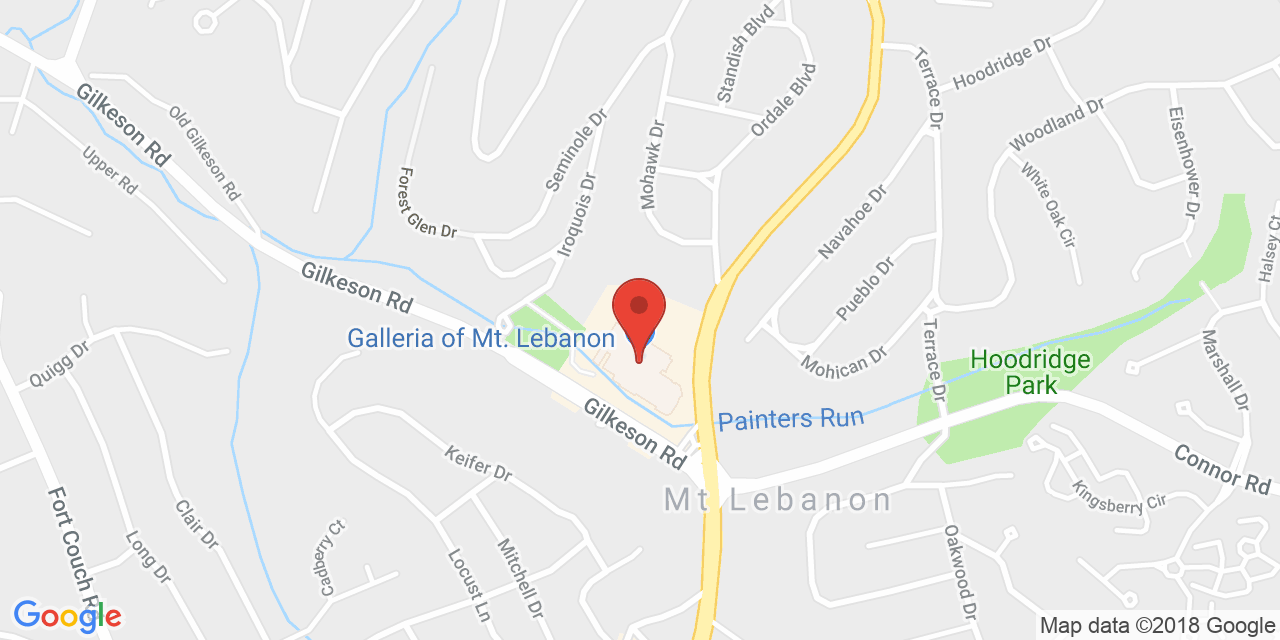 Standish Blvd
Ordale Blvd
Terrace Dr
Hoodridge Dr
Woodland Dr
Eisenhower Dr
White Oak Cir
Halsey Ct
Gilkeson Rd
Old Gilkeson Rd
Upper Rd
Seminole Dr
Mohawk Dr
Forest Glen Dr
Iroquois Dr
Navahoe Dr
Pueblo Dr
Gilkeson Rd
Galleria of Mt. Lebanon
Mohican Dr
Terrace Dr
Hoodridge
Park
Marshall Dr
Quigg Dr
Gilkeson Rd
Painters Run
Keifer Dr
Connor Rd
Mt Lebanon
Kingsberry Cir
Fort Couch Rd
Clair Dr
Long Dr
Cadberry Ct
Locust Ln
Mitchell Dr
Oakwood Dr
Google
Map data ©2018 Google